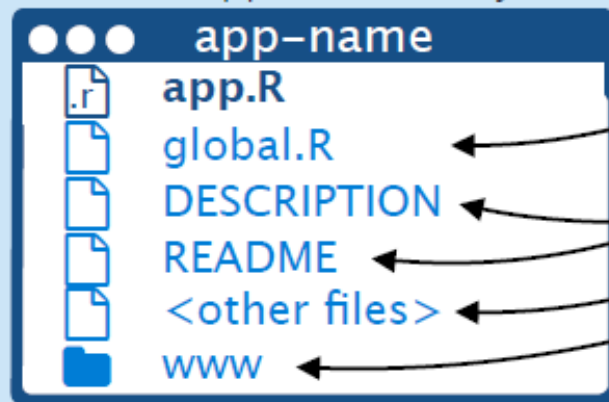 app-name
.r app.R
global.R
DESCRIPTION
README
<other files>
www